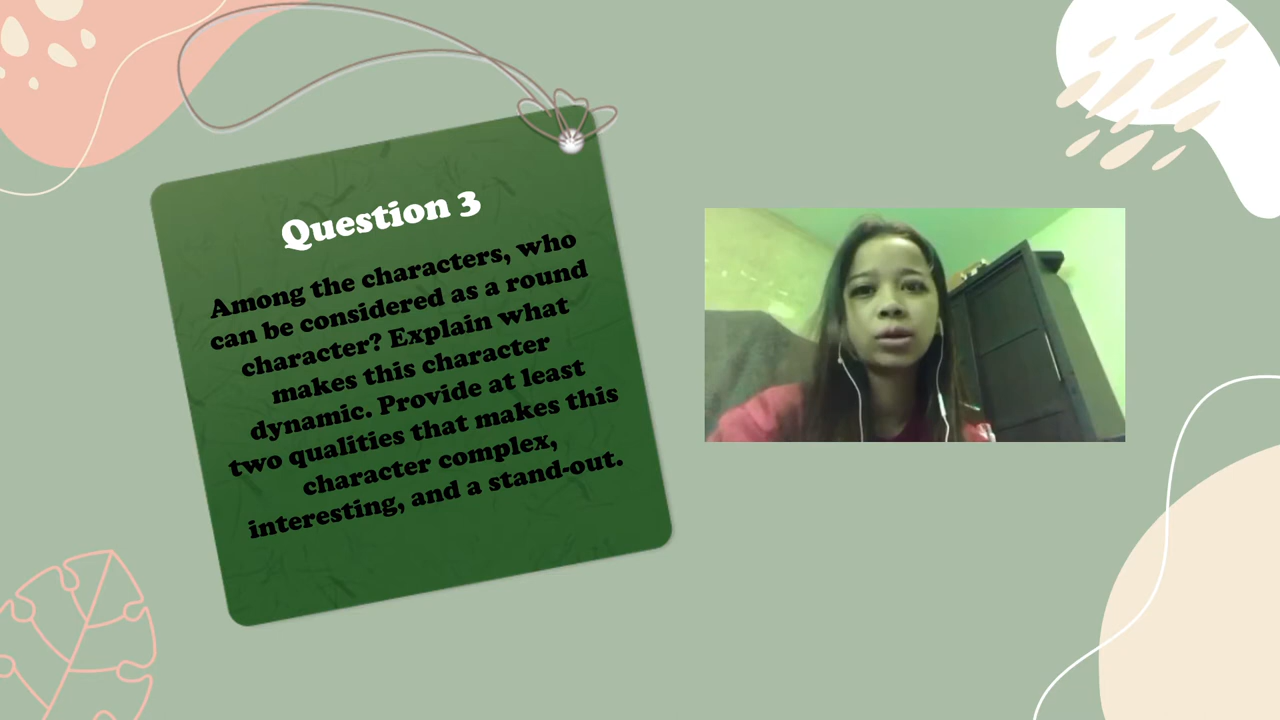 Question 3
Among the characters, who
can be considered as a round
character? Explain what
makes this character
dynamic. Provide at least
two qualities that makes this
character complex,
interesting, and a stand-out.